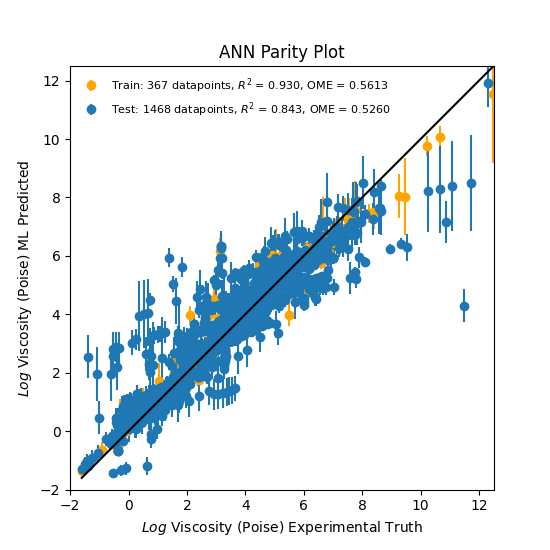 ANN Parity Plot
Train: 367 datapoints, R² = 0.930, OME = 0.5613
Test: 1468 datapoints, R² = 0.843, OME = 0.5260
Log Viscosity (Poise) ML Predicted
12
10
8
6
4
2
0
−2
−2 0 2 4 6 8 10 12
Log Viscosity (Poise) Experimental Truth